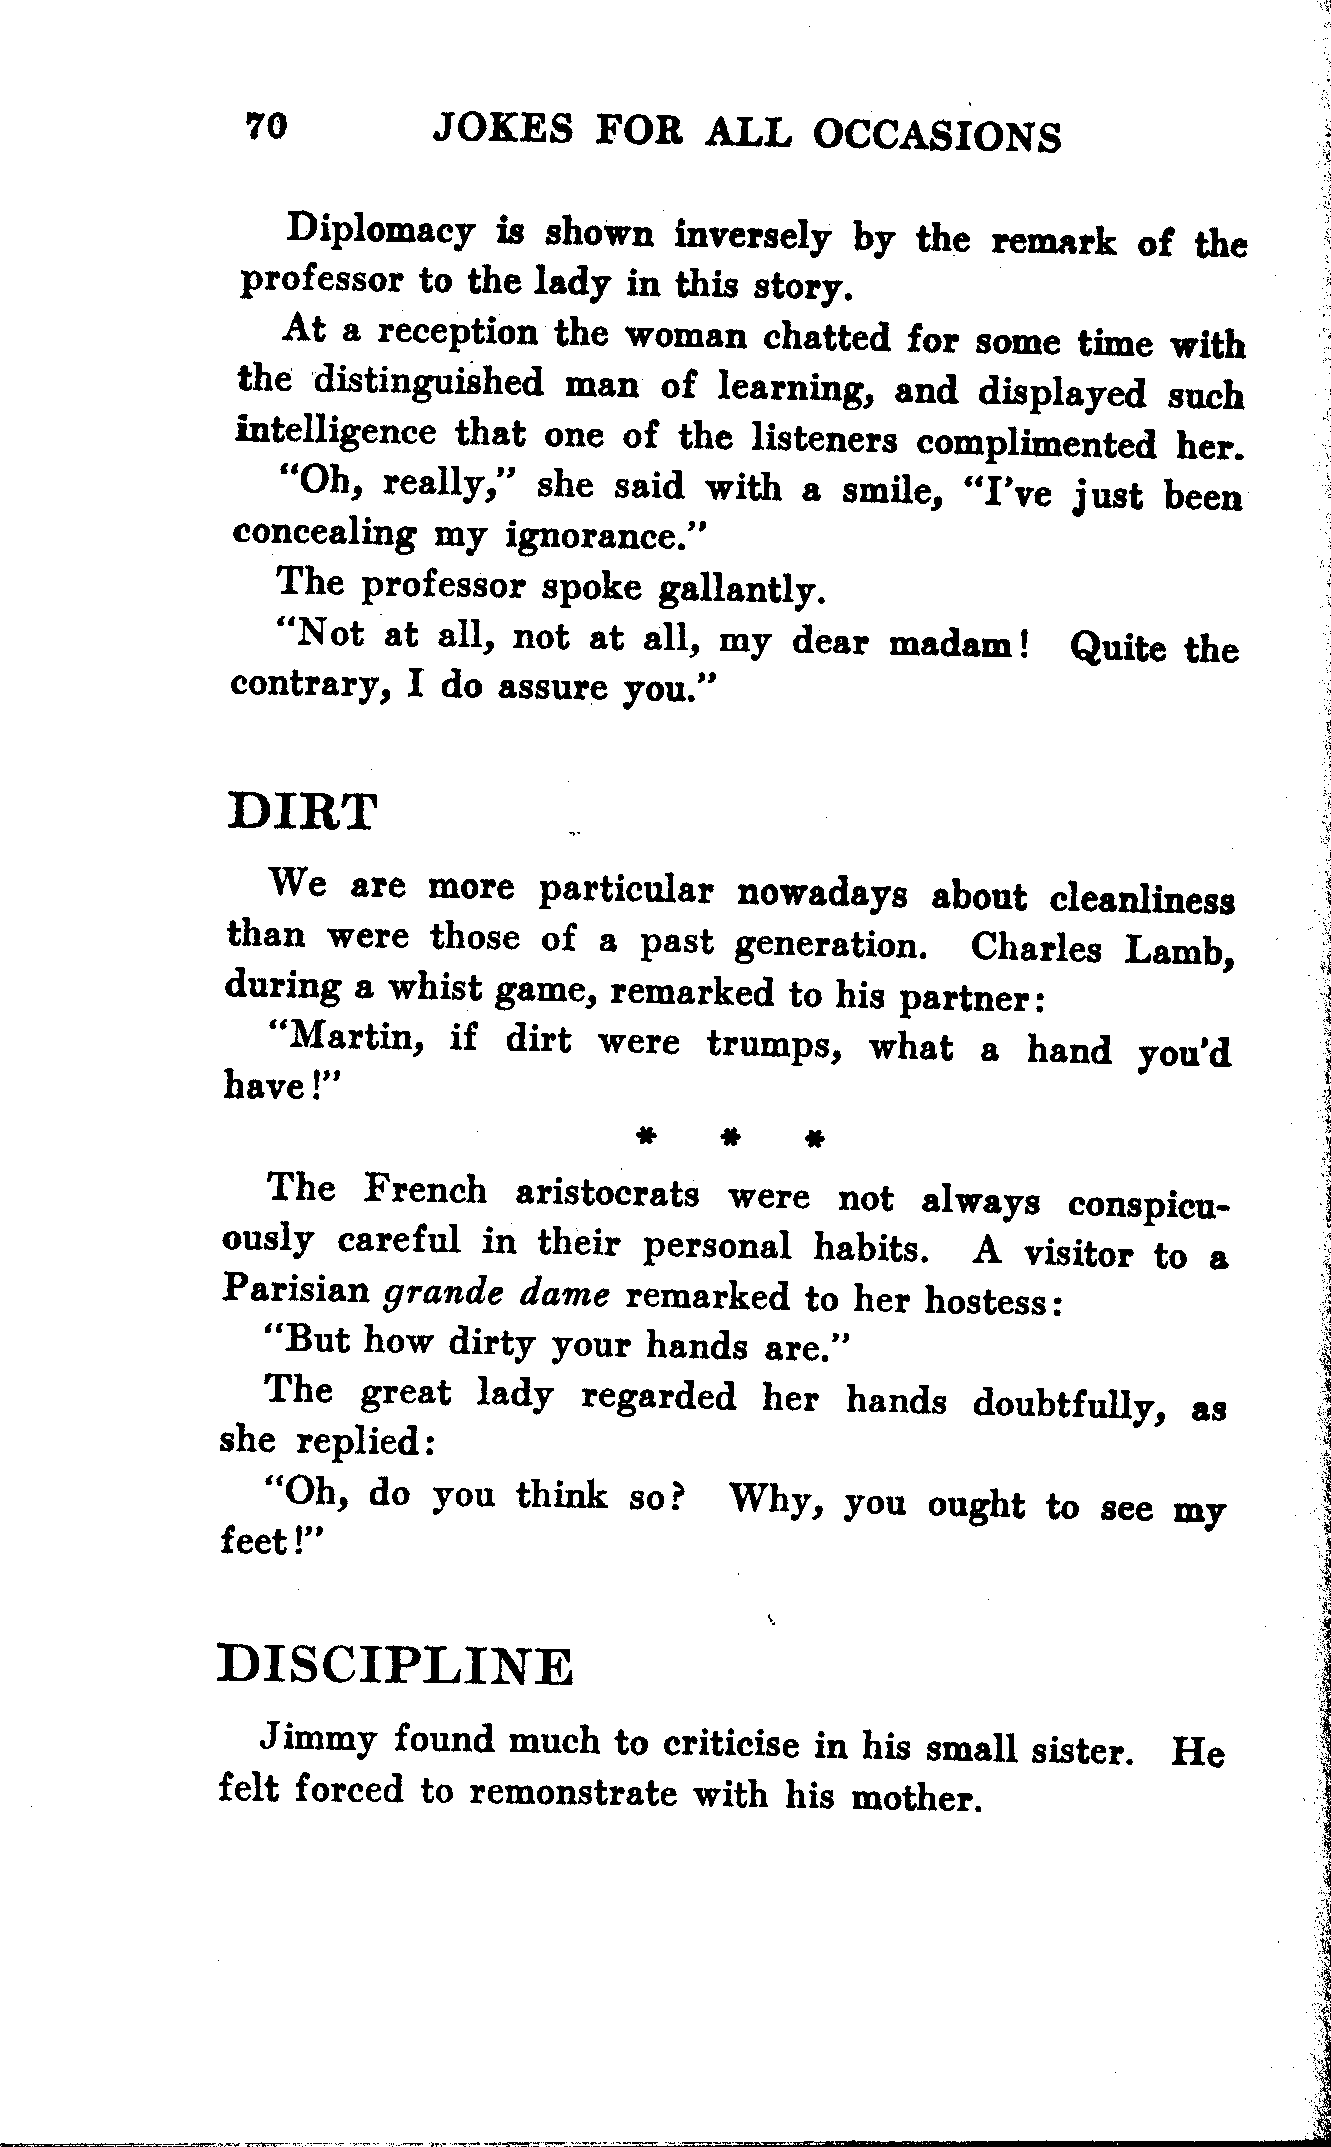 70 JOKES FOR ALL OCCASIONS
Diplomacy is shown inversely by the remark of the
professor to the lady in this story.
At a reception the woman chatted for some time with
the distinguished man of learning, and displayed such
intelligence that one of the listeners complimented her.
“Oh, really,” she said with a smile, “I’ve just been
concealing my ignorance.”
The professor spoke gallantly.
“Not at all, not at all, my dear madam! Quite the
contrary, I do assure you.”
DIRT
We are more particular nowadays about cleanliness
than were those of a past generation. Charles Lamb,
during a whist game, remarked to his partner:
“Martin, if dirt were trumps, what a hand you’d
have!”
* * *
The French aristocrats were not always conspicu-
ously careful in their personal habits. A visitor to a
Parisian grande dame remarked to her hostess:
“But how dirty your hands are.”
The great lady regarded her hands doubtfully, as
she replied:
“Oh, do you think so? Why, you ought to see my
feet!”
DISCIPLINE
Jimmy found much to criticise in his small sister. He
felt forced to remonstrate with his mother.